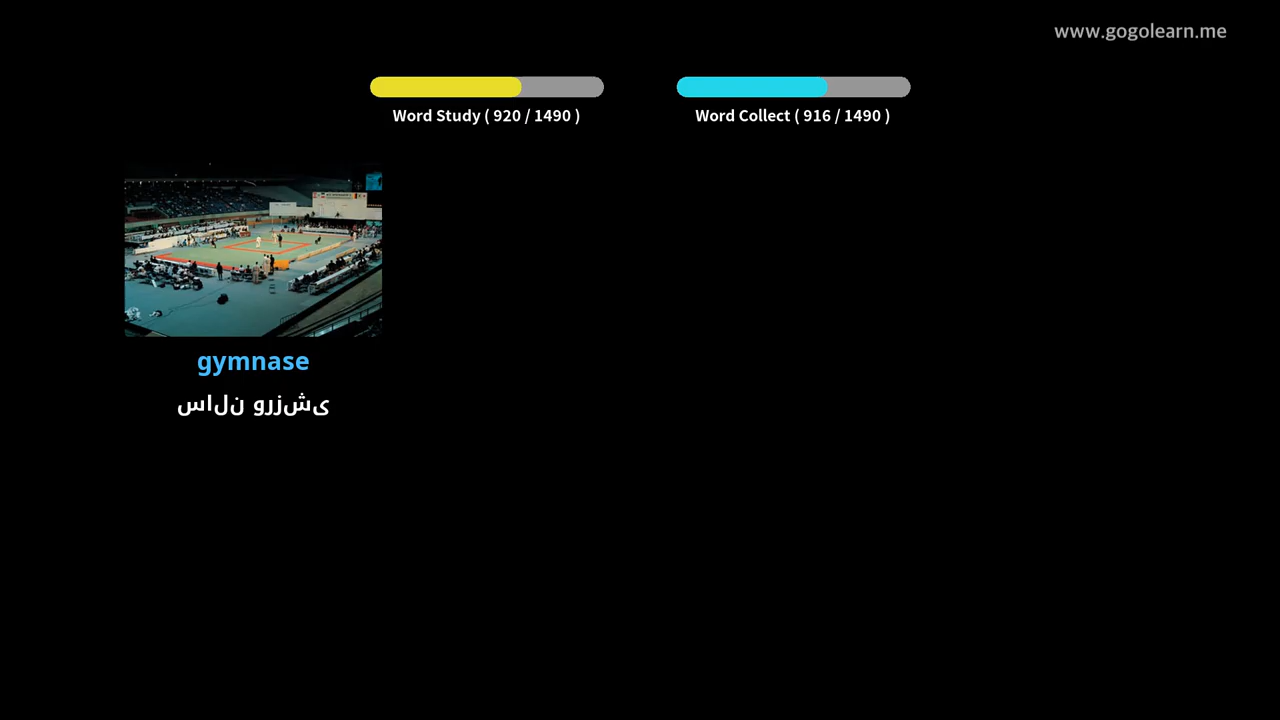 www.gogolearn.me
Word Study ( 920 / 1490 )
Word Collect ( 916 / 1490 )
gymnase
سالن ورزشی